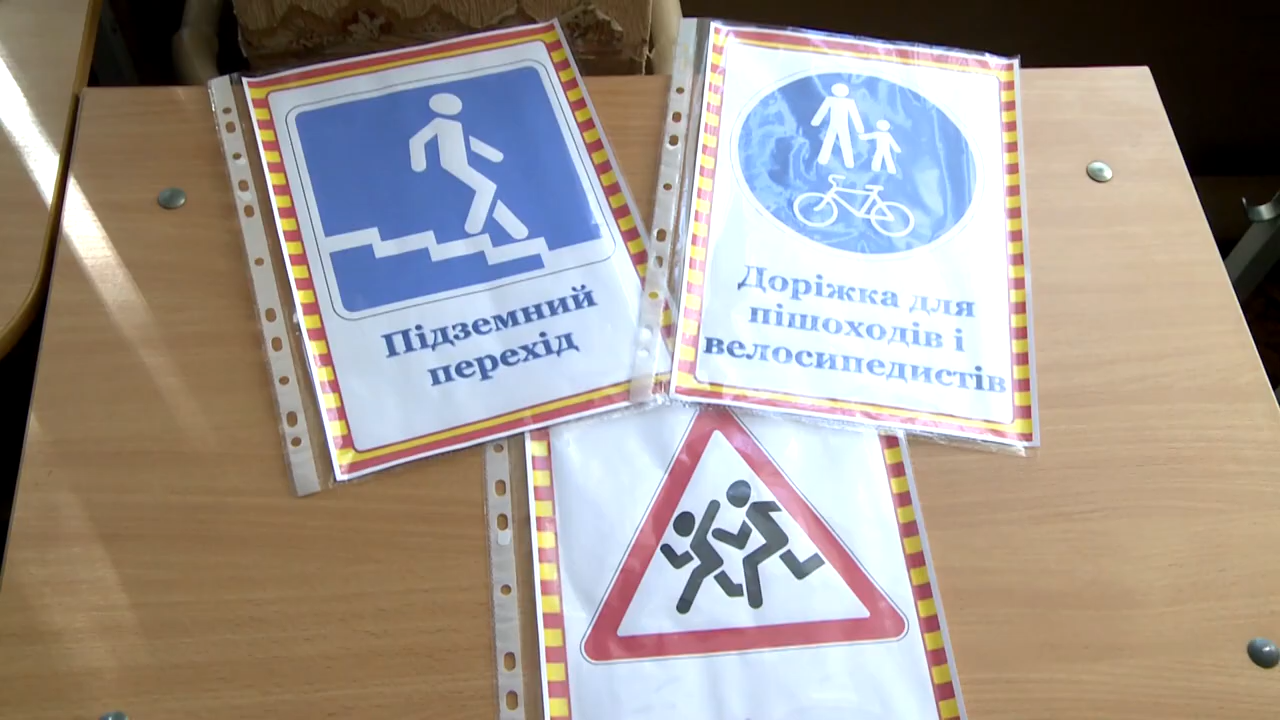 Підземний
перехід
Доріжка для
пішоходів і
велосипедистів